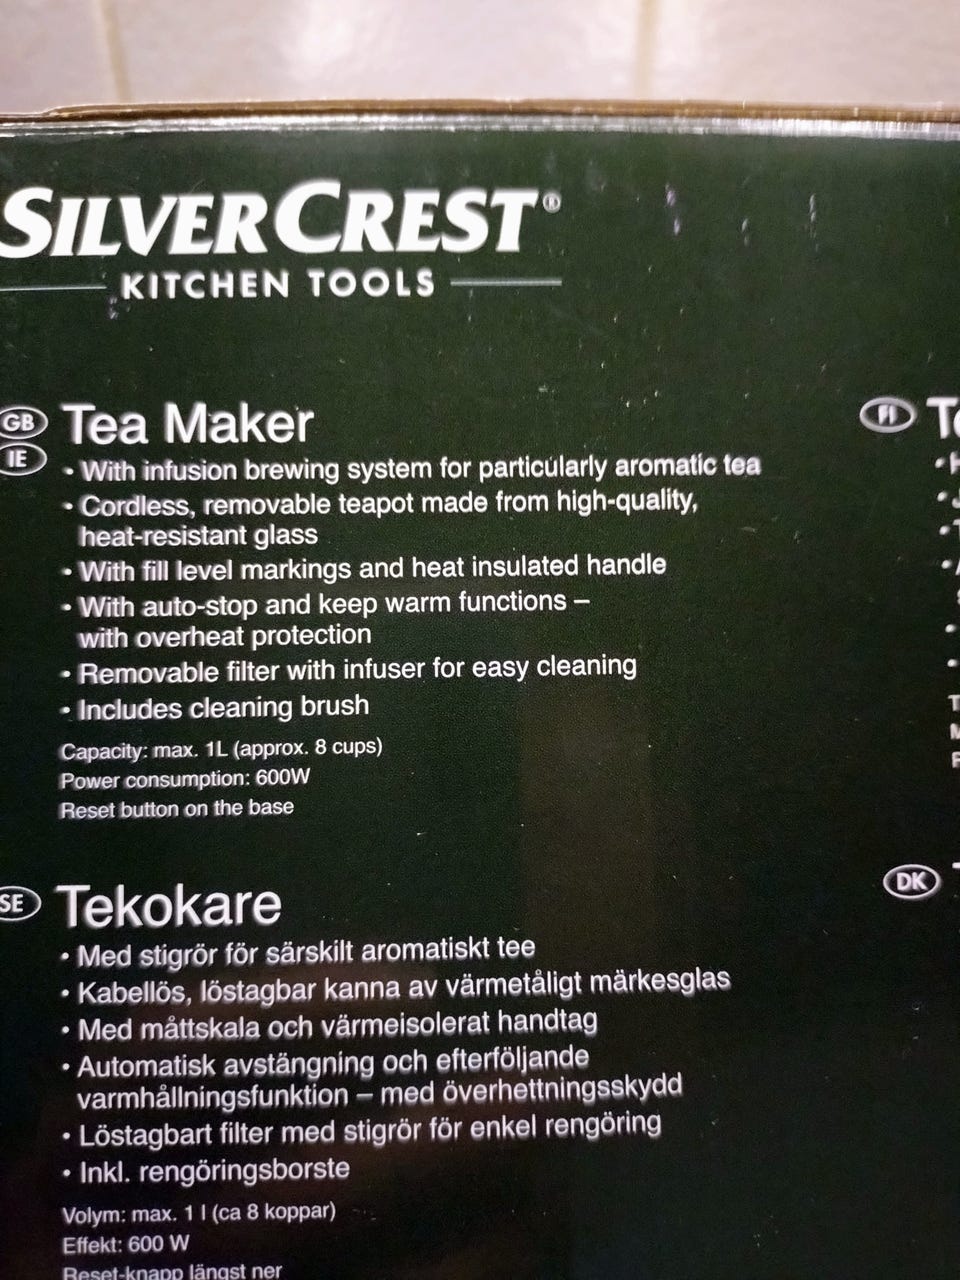 SILVERCREST®
KITCHEN TOOLS
GB
IE
Tea Maker
• With infusion brewing system for particularly aromatic tea
• Cordless, removable teapot made from high-quality,
heat-resistant glass
• With fill level markings and heat insulated handle
• With auto-stop and keep warm functions –
with overheat protection
• Removable filter with infuser for easy cleaning
• Includes cleaning brush
Capacity: max. 1L (approx. 8 cups)
Power consumption: 600W
Reset button on the base
SE
Tekokare
• Med stigrör för särskilt aromatiskt tee
• Kabellös, löstagbar kanna av värmetåligt märkesglas
• Med måttskala och värmeisolerat handtag
• Automatisk avstängning och efterföljande
varmhållningsfunktion – med överhettningsskydd
• Löstagbart filter med stigrör för enkel rengöring
• Inkl. rengöringsborste
Volym: max. 1 l (ca 8 koppar)
Effekt: 600 W
Reset-knapp längst ner
FI
DK